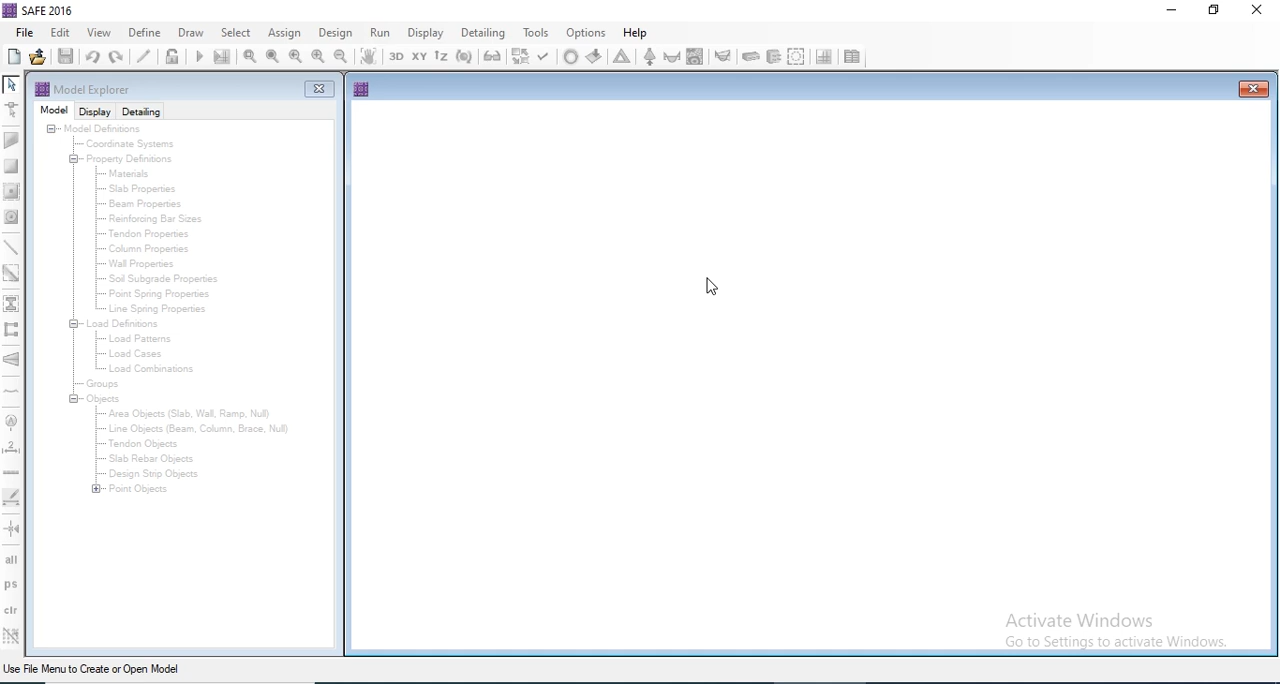 SAFE 2016
File Edit View Define Draw Select Assign Design Run Display Detailing Tools Options Help
3D XY
Model Explorer
Model Display Detailing
Model Definitions
Coordinate Systems
Property Definitions
Materials
Slab Properties
Beam Properties
Reinforcing Bar Sizes
Tendon Properties
Column Properties
Wall Properties
Soil Subgrade Properties
Point Spring Properties
Line Spring Properties
Load Definitions
Load Patterns
Load Cases
Load Combinations
Groups
Objects
Area Objects (Slab, Wall, Ramp, Null)
Line Objects (Beam, Column, Brace, Null)
Tendon Objects
Slab Rebar Objects
Design Strip Objects
Point Objects
all
ps
clr
Activate Windows
Go to Settings to activate Windows.
Use File Menu to Create or Open Model